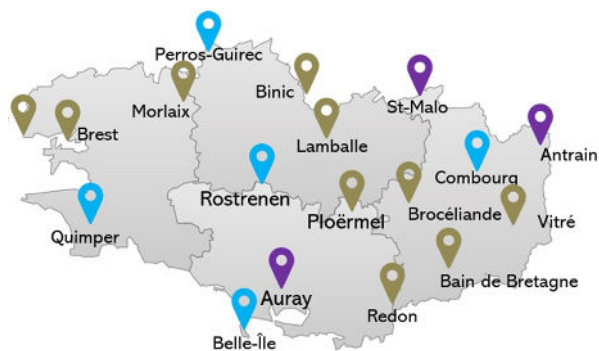 Perros-Guirec
Morlaix
Binic
St-Malo
Brest
Lamballe
Antrain
Combourg
Rostrenen
Ploërmel
Brocéliande
Vitré
Quimper
Bain de Bretagne
Auray
Redon
Belle-Île